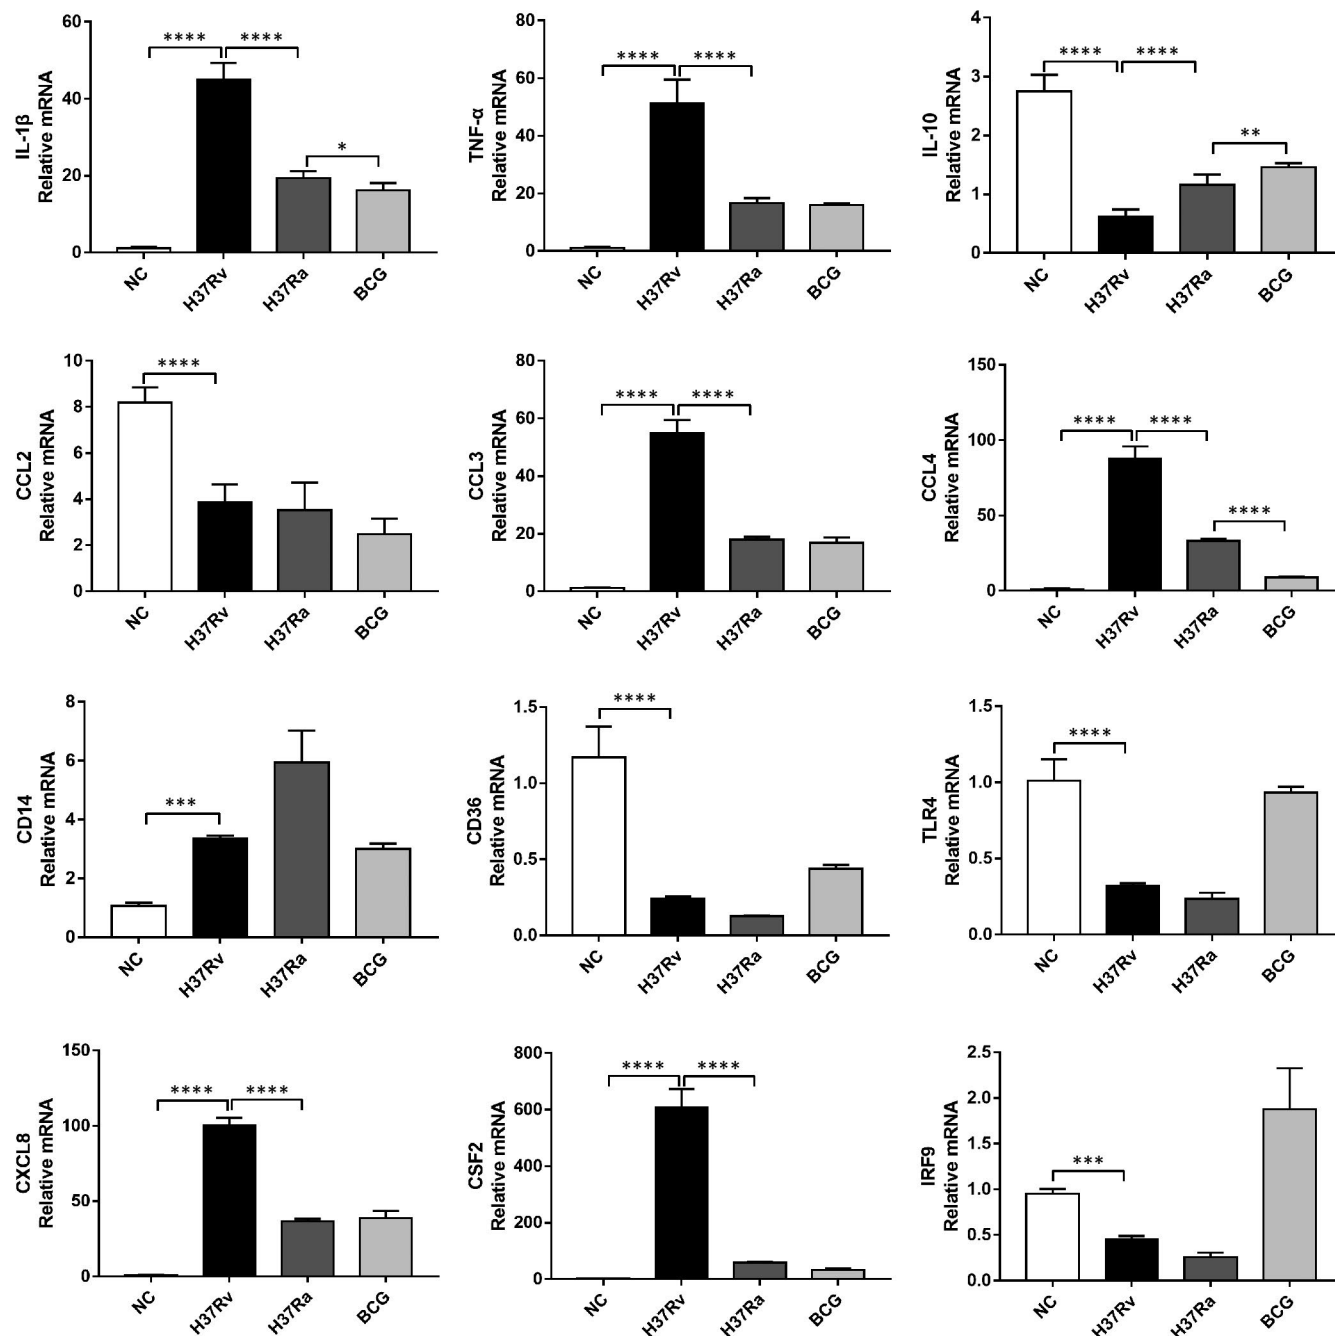 IL-1β
Relative mRNA
60
40
20
0
****
****
*
NC
H37Rv
H37Ra
BCG
TNF-α
Relative mRNA
80
60
40
20
0
****
****
NC
H37Rv
H37Ra
BCG
IL-10
Relative mRNA
4
3
2
1
0
****
****
**
NC
H37Rv
H37Ra
BCG
CCL2
Relative mRNA
10
8
6
4
2
0
****
NC
H37Rv
H37Ra
BCG
CCL3
Relative mRNA
80
60
40
20
0
****
****
NC
H37Rv
H37Ra
BCG
CCL4
Relative mRNA
150
100
50
0
****
****
****
NC
H37Rv
H37Ra
BCG
CD14
Relative mRNA
8
6
4
2
0
***
NC
H37Rv
H37Ra
BCG
CD36
Relative mRNA
1.5
1.0
0.5
0.0
****
NC
H37Rv
H37Ra
BCG
TLR4
Relative mRNA
1.5
1.0
0.5
0.0
****
NC
H37Rv
H37Ra
BCG
CXCL8
Relative mRNA
150
100
50
0
****
****
NC
H37Rv
H37Ra
BCG
CSF2
Relative mRNA
800
600
400
200
0
****
****
NC
H37Rv
H37Ra
BCG
IRF9
Relative mRNA
2.5
2.0
1.5
1.0
0.5
0.0
***
NC
H37Rv
H37Ra
BCG